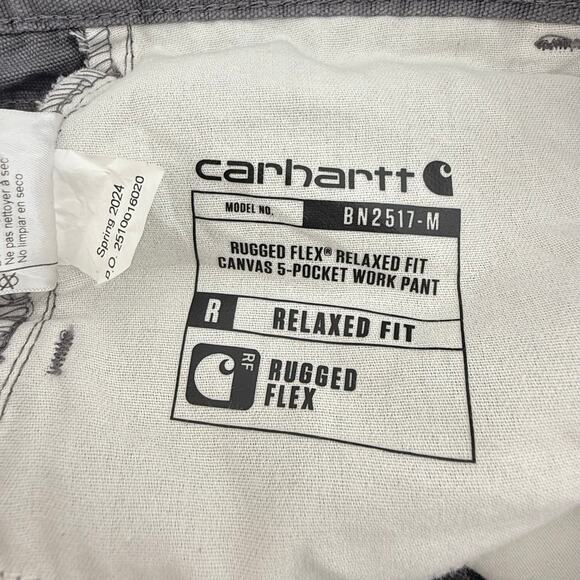 carhartt
MODEL NO. BN2517-M
RUGGED FLEX® RELAXED FIT
CANVAS 5-POCKET WORK PANT
R RELAXED FIT
RF RUGGED
FLEX
Spring 2024
P.O. 2510016020
Ne pas nettoyer à sec
No limpiar en seco